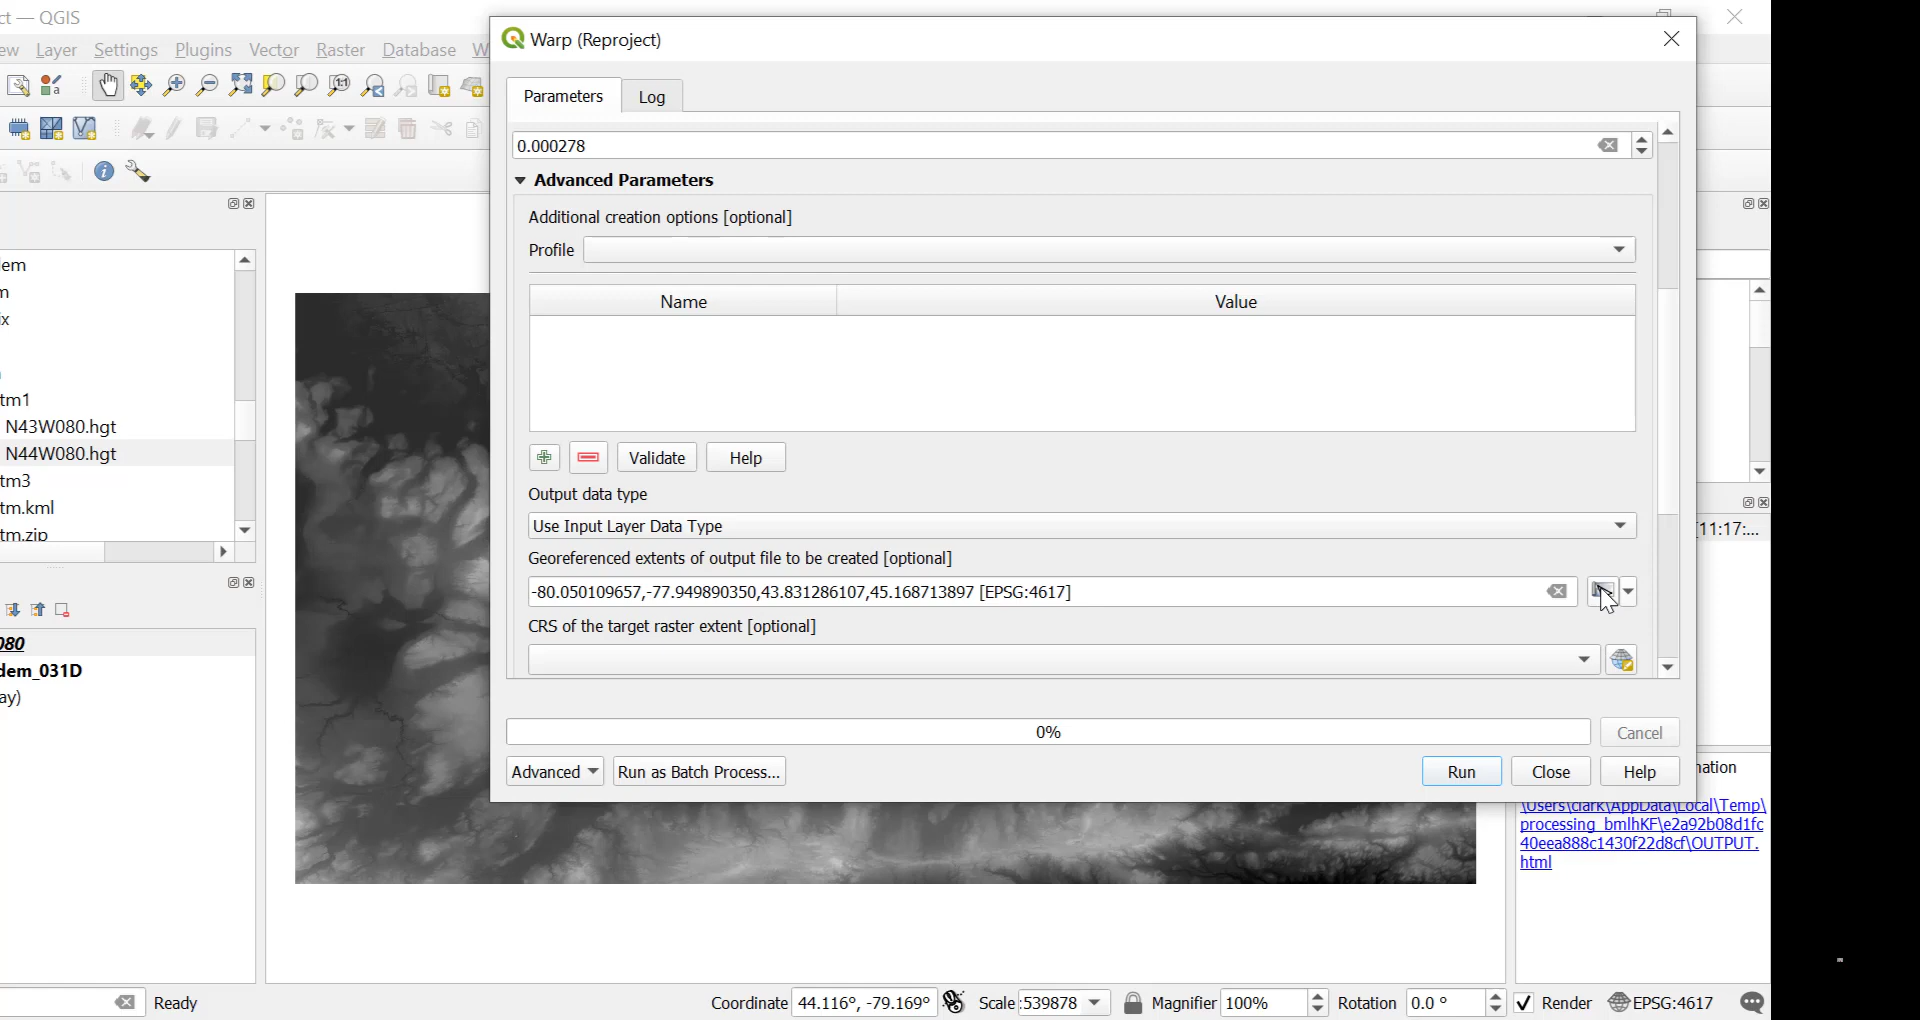 ct — QGIS
ew Layer Settings Plugins Vector Raster Database W
em
m
ix
tm1
N43W080.hgt
N44W080.hgt
tm3
tm.kml
tm.zip
080
dem_031D
ay)
Warp (Reproject)
Parameters Log
0.000278
Advanced Parameters
Additional creation options [optional]
Profile
Name Value
Validate Help
Output data type
Use Input Layer Data Type
Georeferenced extents of output file to be created [optional]
-80.050109657,-77.949890350,43.831286107,45.168713897 [EPSG:4617]
CRS of the target raster extent [optional]
0%
Cancel
Advanced Run as Batch Process... Run Close Help
[11:17:...
nation
\Users\clark\AppData\Local\Temp\
processing_bmlhKF\e2a92b08d1fc
40eea888c1430f22d8cf\OUTPUT.
html
Ready Coordinate 44.116°, -79.169° Scale :539878 Magnifier 100% Rotation 0.0 ° Render EPSG:4617